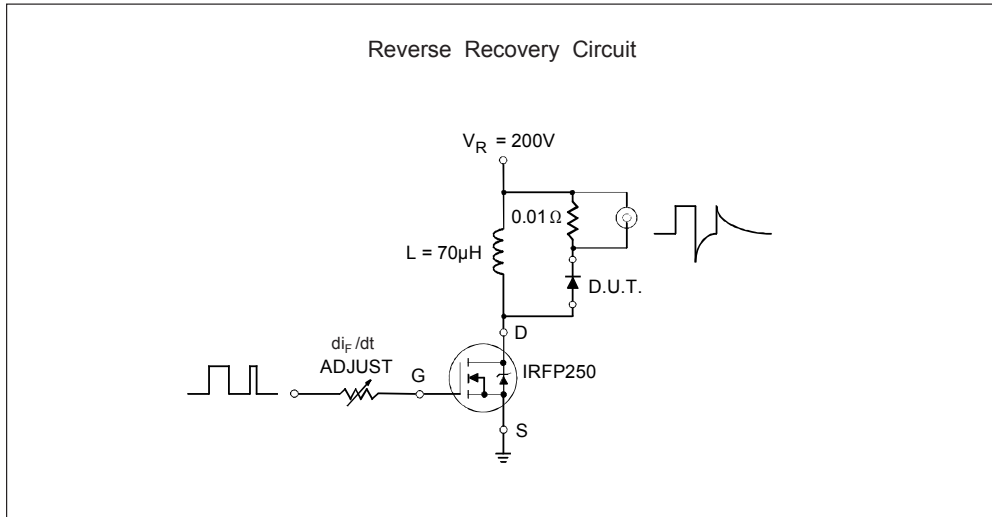 Reverse Recovery Circuit
V_R = 200V
0.01 Ω
L = 70µH
D.U.T.
D
di_F/dt
ADJUST
G
IRFP250
S